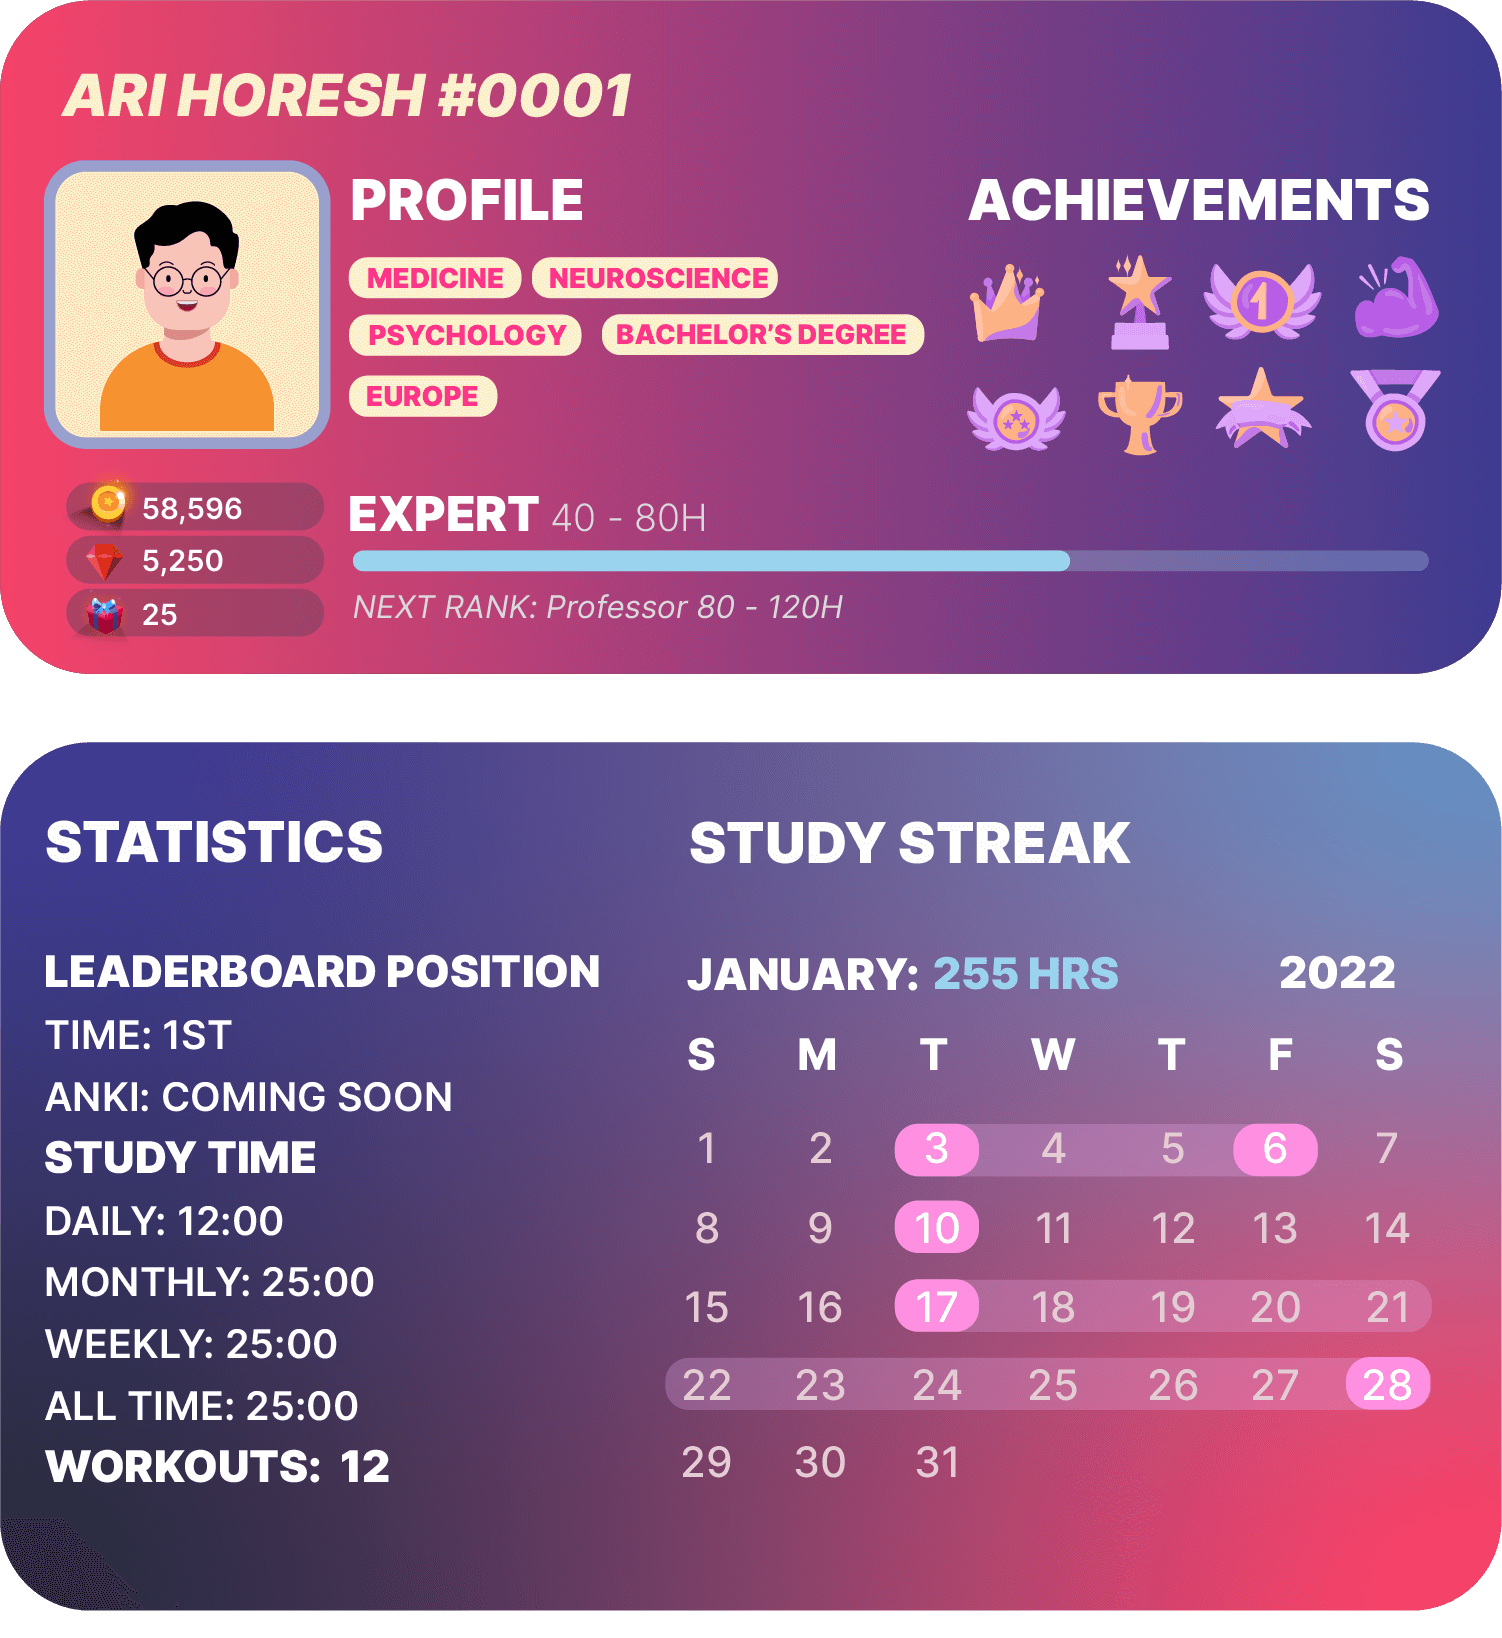 ARI HORESH #0001
PROFILE
MEDICINE NEUROSCIENCE
PSYCHOLOGY BACHELOR'S DEGREE
EUROPE
ACHIEVEMENTS
1
58,596
5,250
25
EXPERT 40 - 80H
NEXT RANK: Professor 80 - 120H
STATISTICS
LEADERBOARD POSITION
TIME: 1ST
ANKI: COMING SOON
STUDY TIME
DAILY: 12:00
MONTHLY: 25:00
WEEKLY: 25:00
ALL TIME: 25:00
WORKOUTS: 12
STUDY STREAK
JANUARY: 255 HRS 2022
S M T W T F S
1 2 3 4 5 6 7
8 9 10 11 12 13 14
15 16 17 18 19 20 21
22 23 24 25 26 27 28
29 30 31